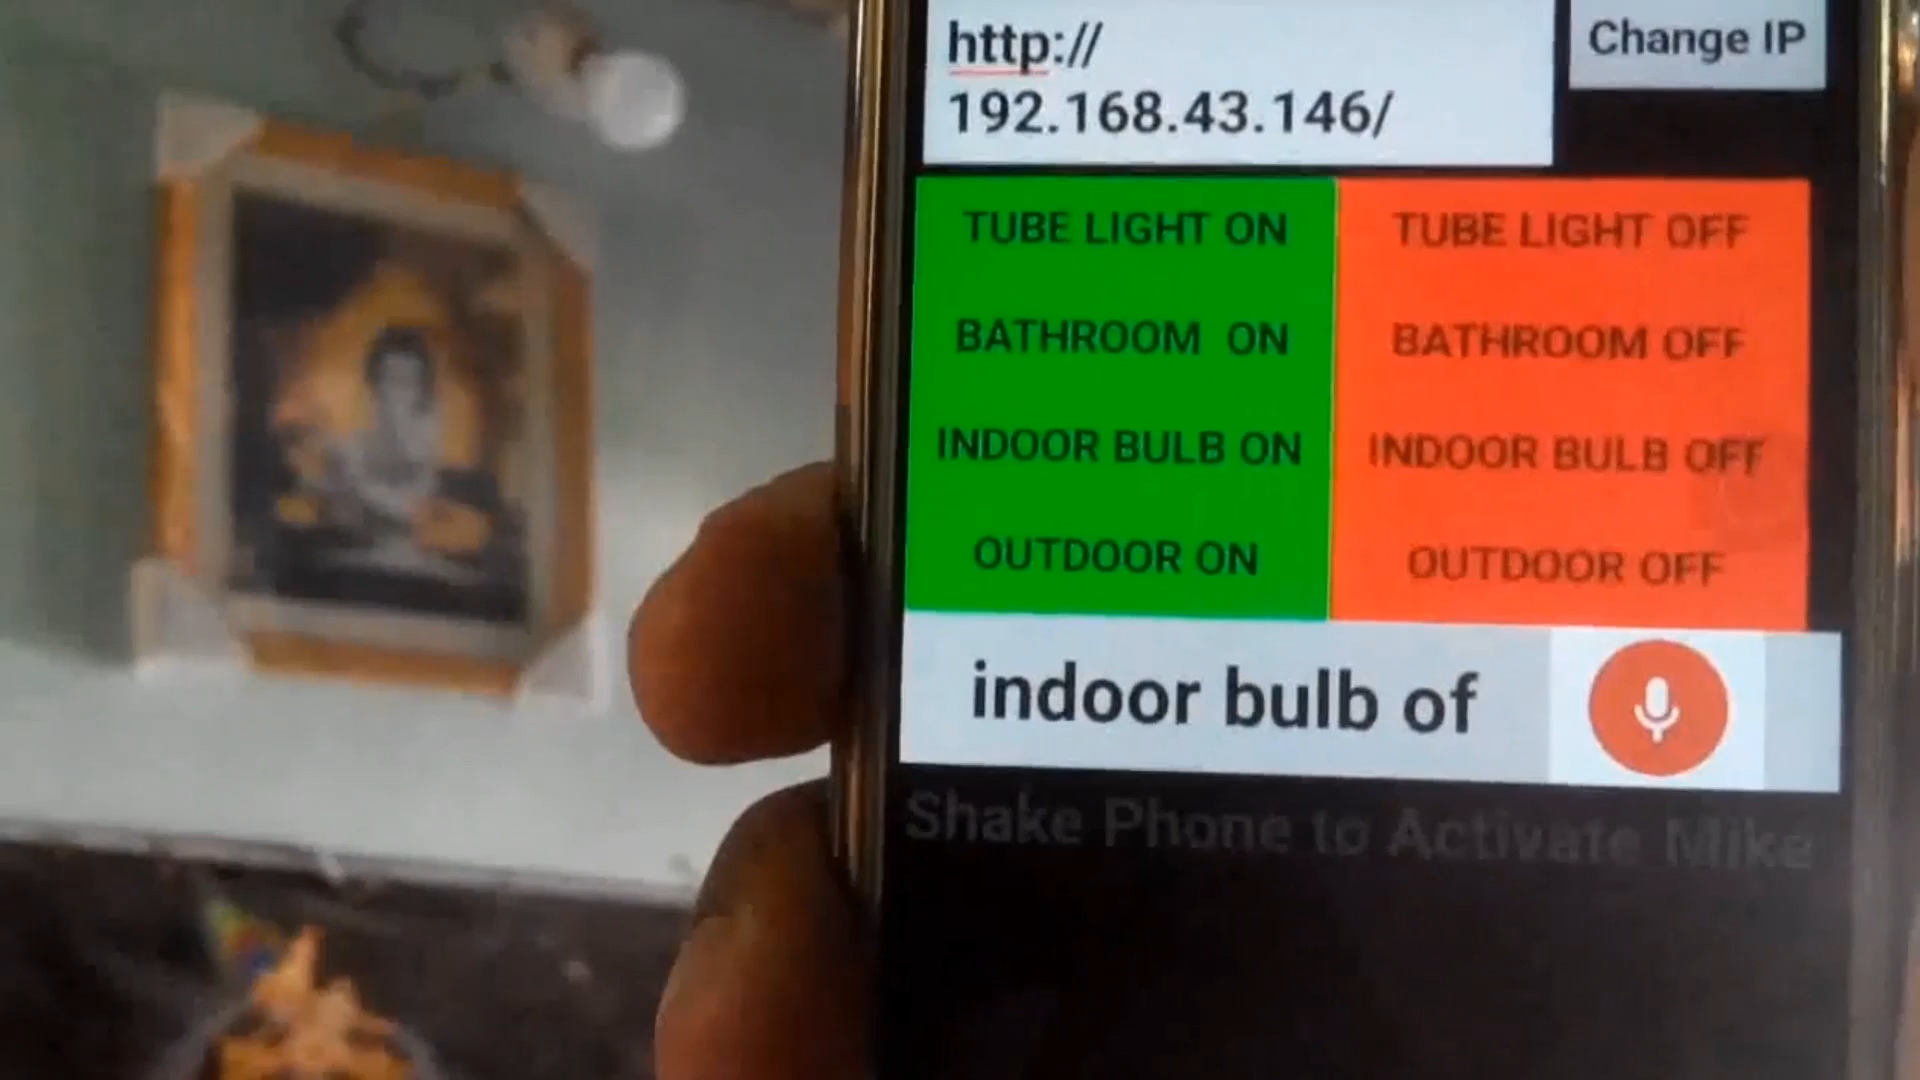 http://
192.168.43.146/
Change IP
TUBE LIGHT ON
TUBE LIGHT OFF
BATHROOM ON
BATHROOM OFF
INDOOR BULB ON
INDOOR BULB OFF
OUTDOOR ON
OUTDOOR OFF
indoor bulb of
Shake Phone to Activate Mike